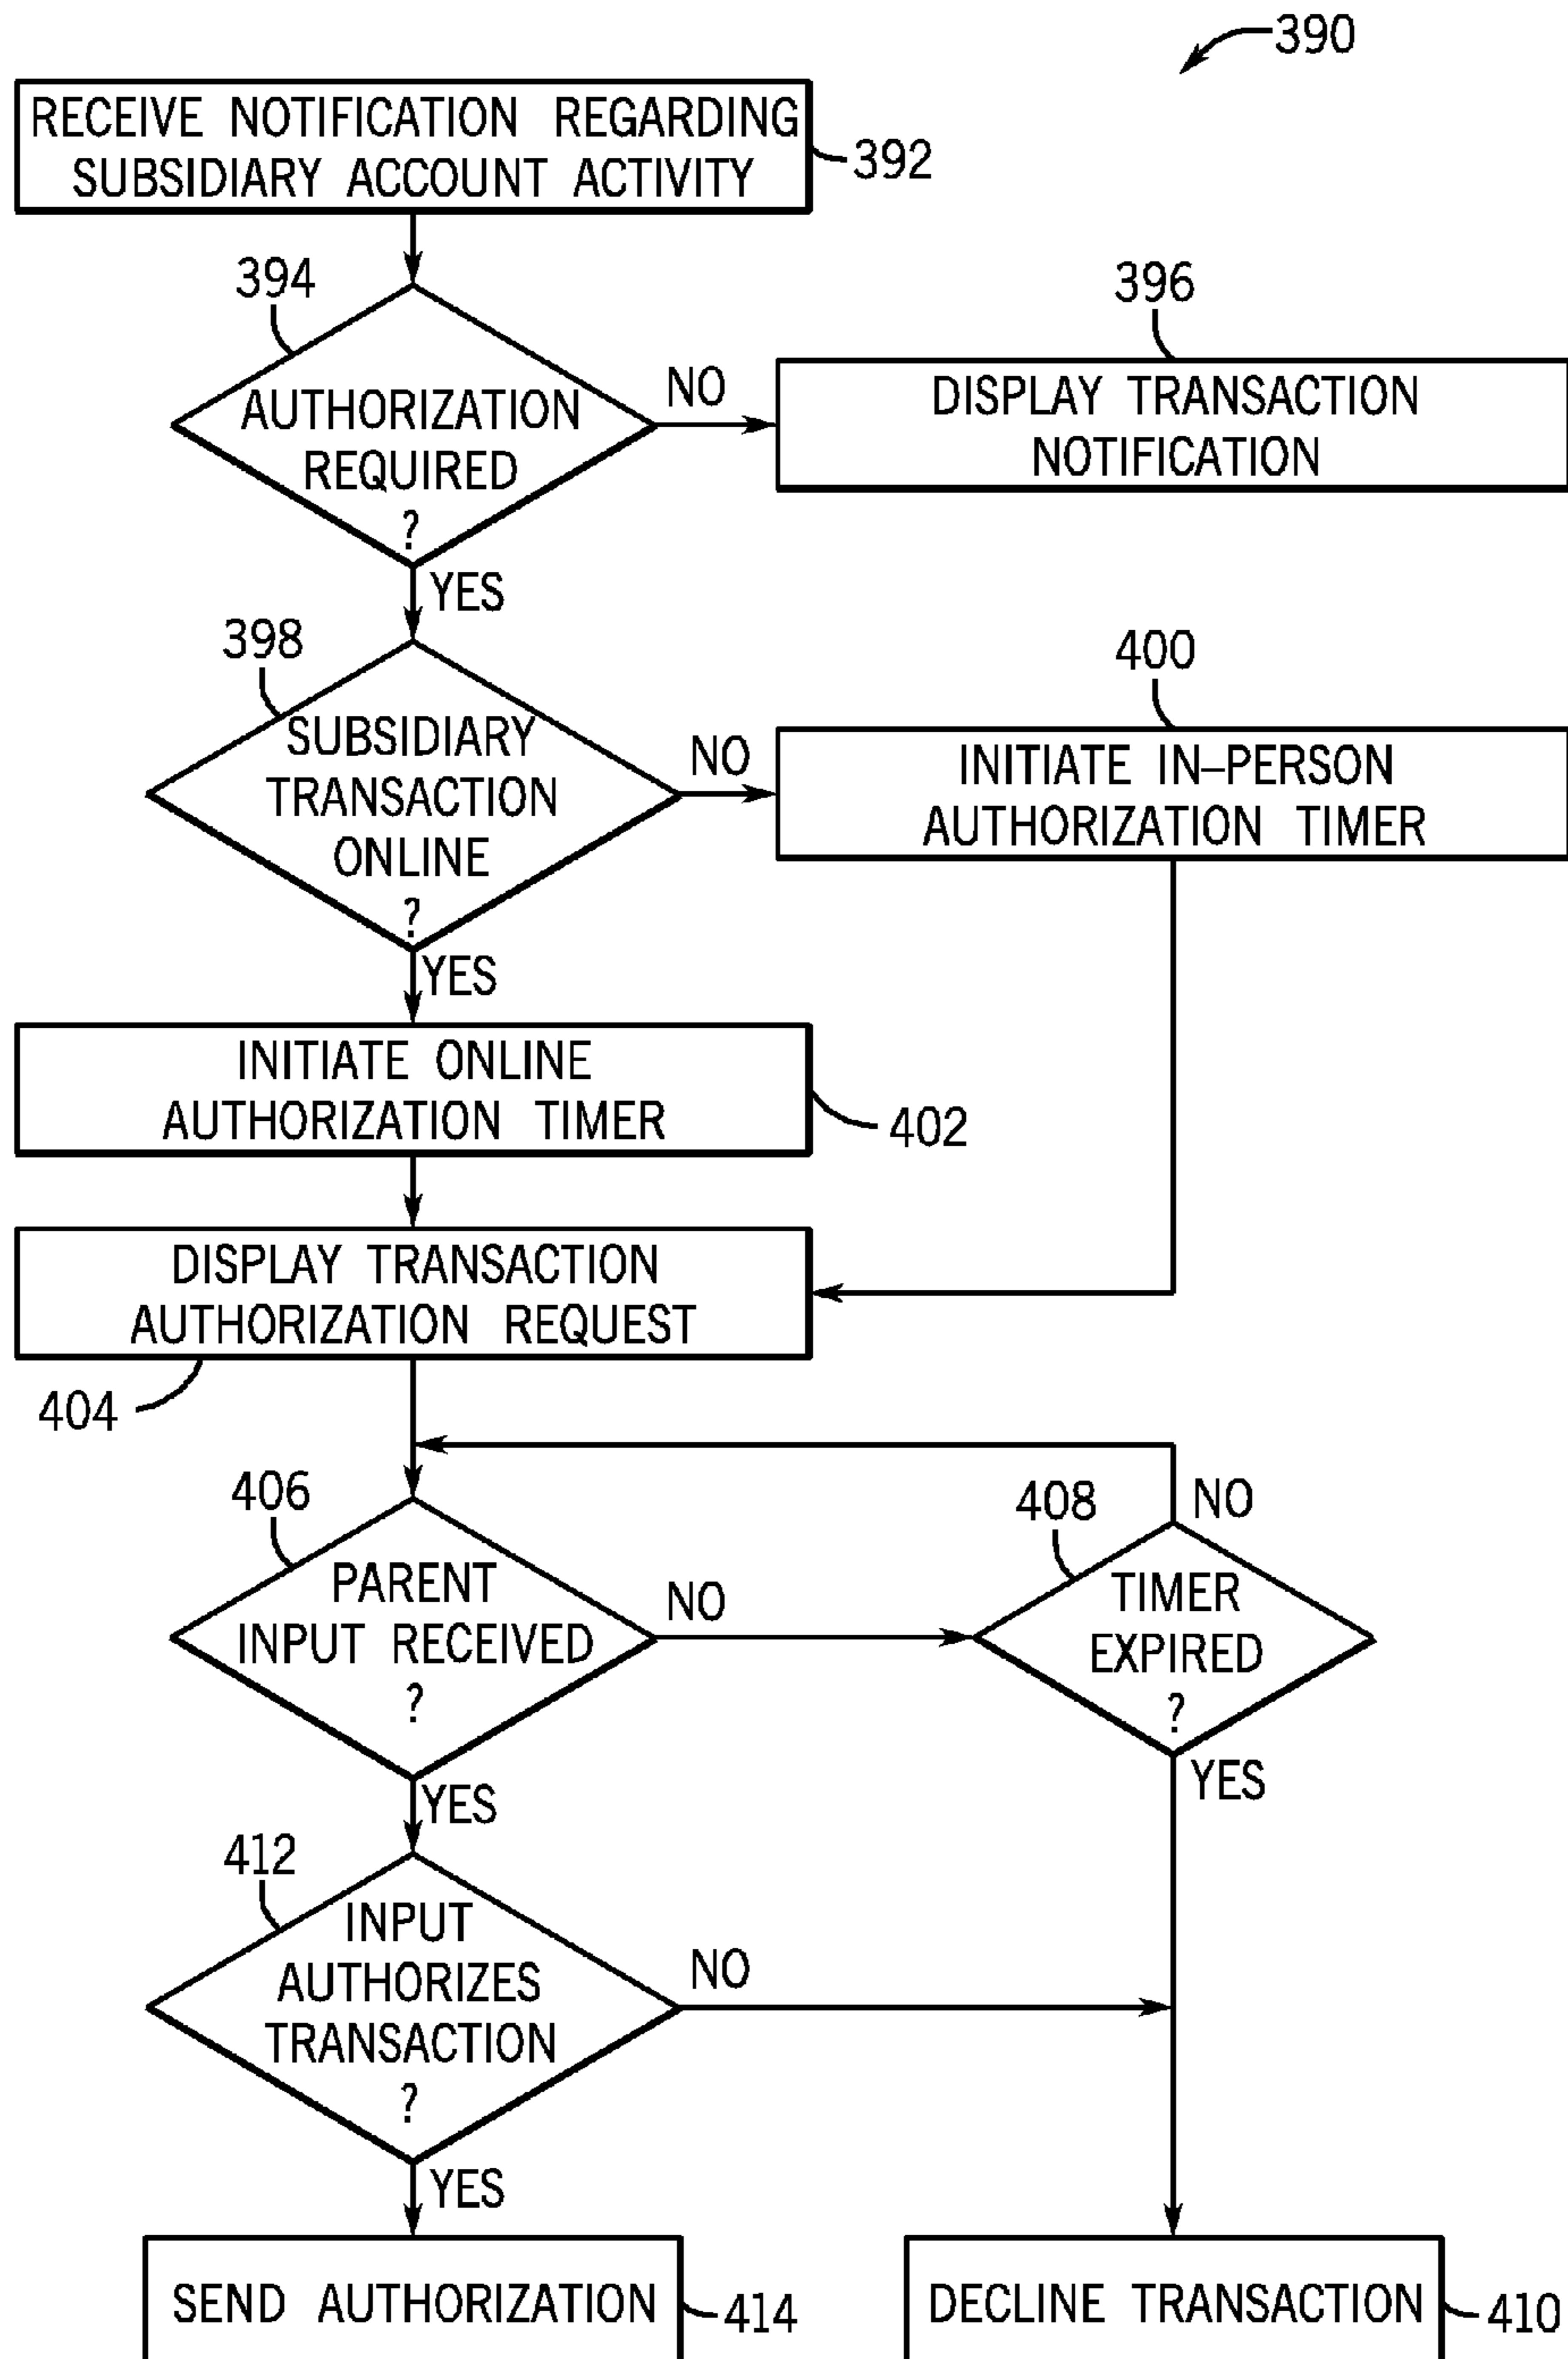 390
RECEIVE NOTIFICATION REGARDING
SUBSIDIARY ACCOUNT ACTIVITY
392
394
AUTHORIZATION
REQUIRED
?
NO
396
DISPLAY TRANSACTION
NOTIFICATION
YES
398
SUBSIDIARY
TRANSACTION
ONLINE
?
NO
400
INITIATE IN–PERSON
AUTHORIZATION TIMER
YES
INITIATE ONLINE
AUTHORIZATION TIMER
402
DISPLAY TRANSACTION
AUTHORIZATION REQUEST
404
406
PARENT
INPUT RECEIVED
?
NO
408
TIMER
EXPIRED
?
NO
YES
YES
412
INPUT
AUTHORIZES
TRANSACTION
?
NO
YES
SEND AUTHORIZATION
414
DECLINE TRANSACTION
410